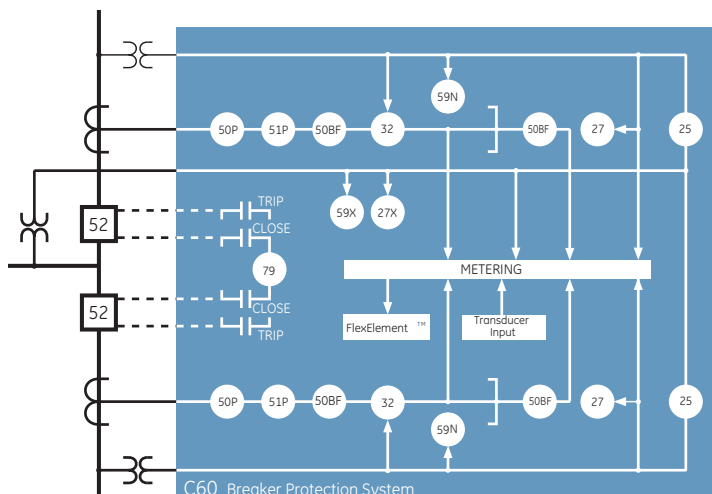 59N
50P 51P 50BF 32 50BF 27 25
TRIP
59X 27X
52
CLOSE
79
METERING
52
CLOSE
FlexElement ™
Transducer
Input
TRIP
50P 51P 50BF 32 50BF 27 25
59N
C60 Breaker Protection System